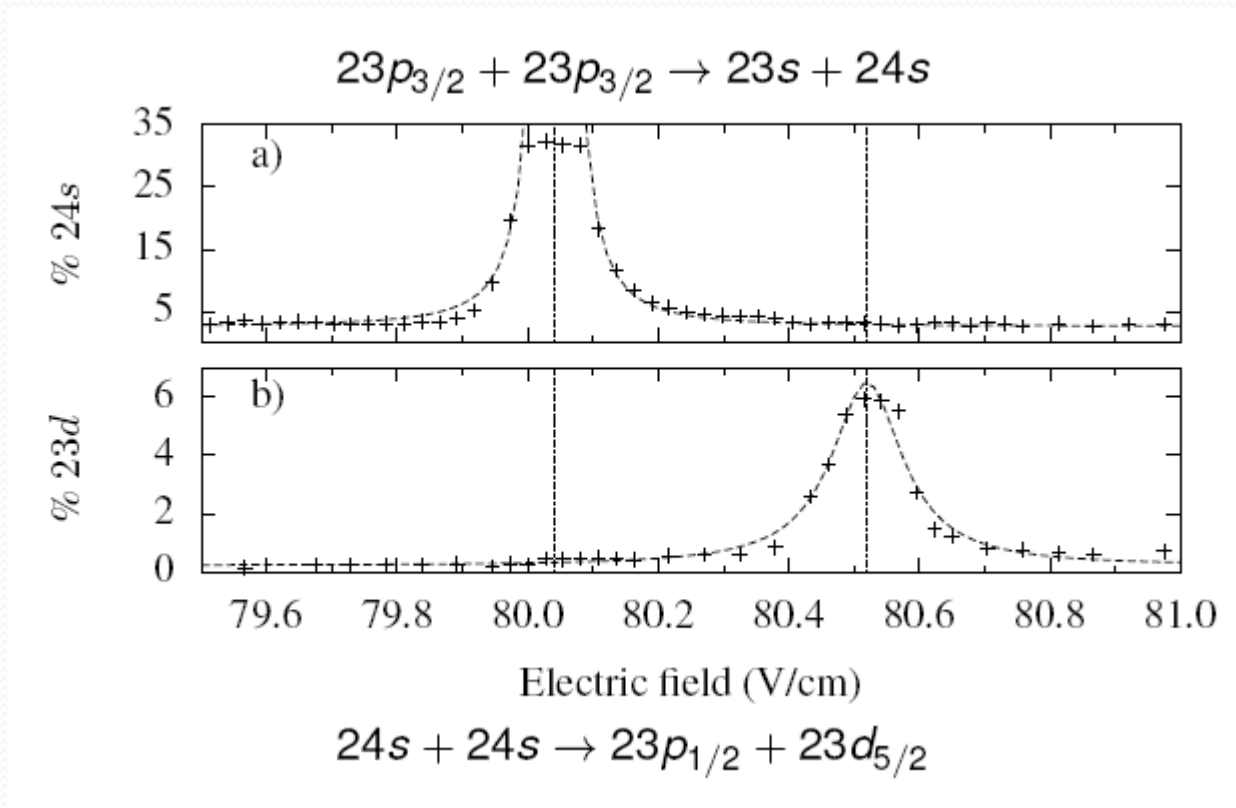 23p3/2 + 23p3/2 → 23s + 24s
a)
% 24s
35
25
15
5
b)
% 23d
6
4
2
0
79.6 79.8 80.0 80.2 80.4 80.6 80.8 81.0
Electric field (V/cm)
24s + 24s → 23p1/2 + 23d5/2